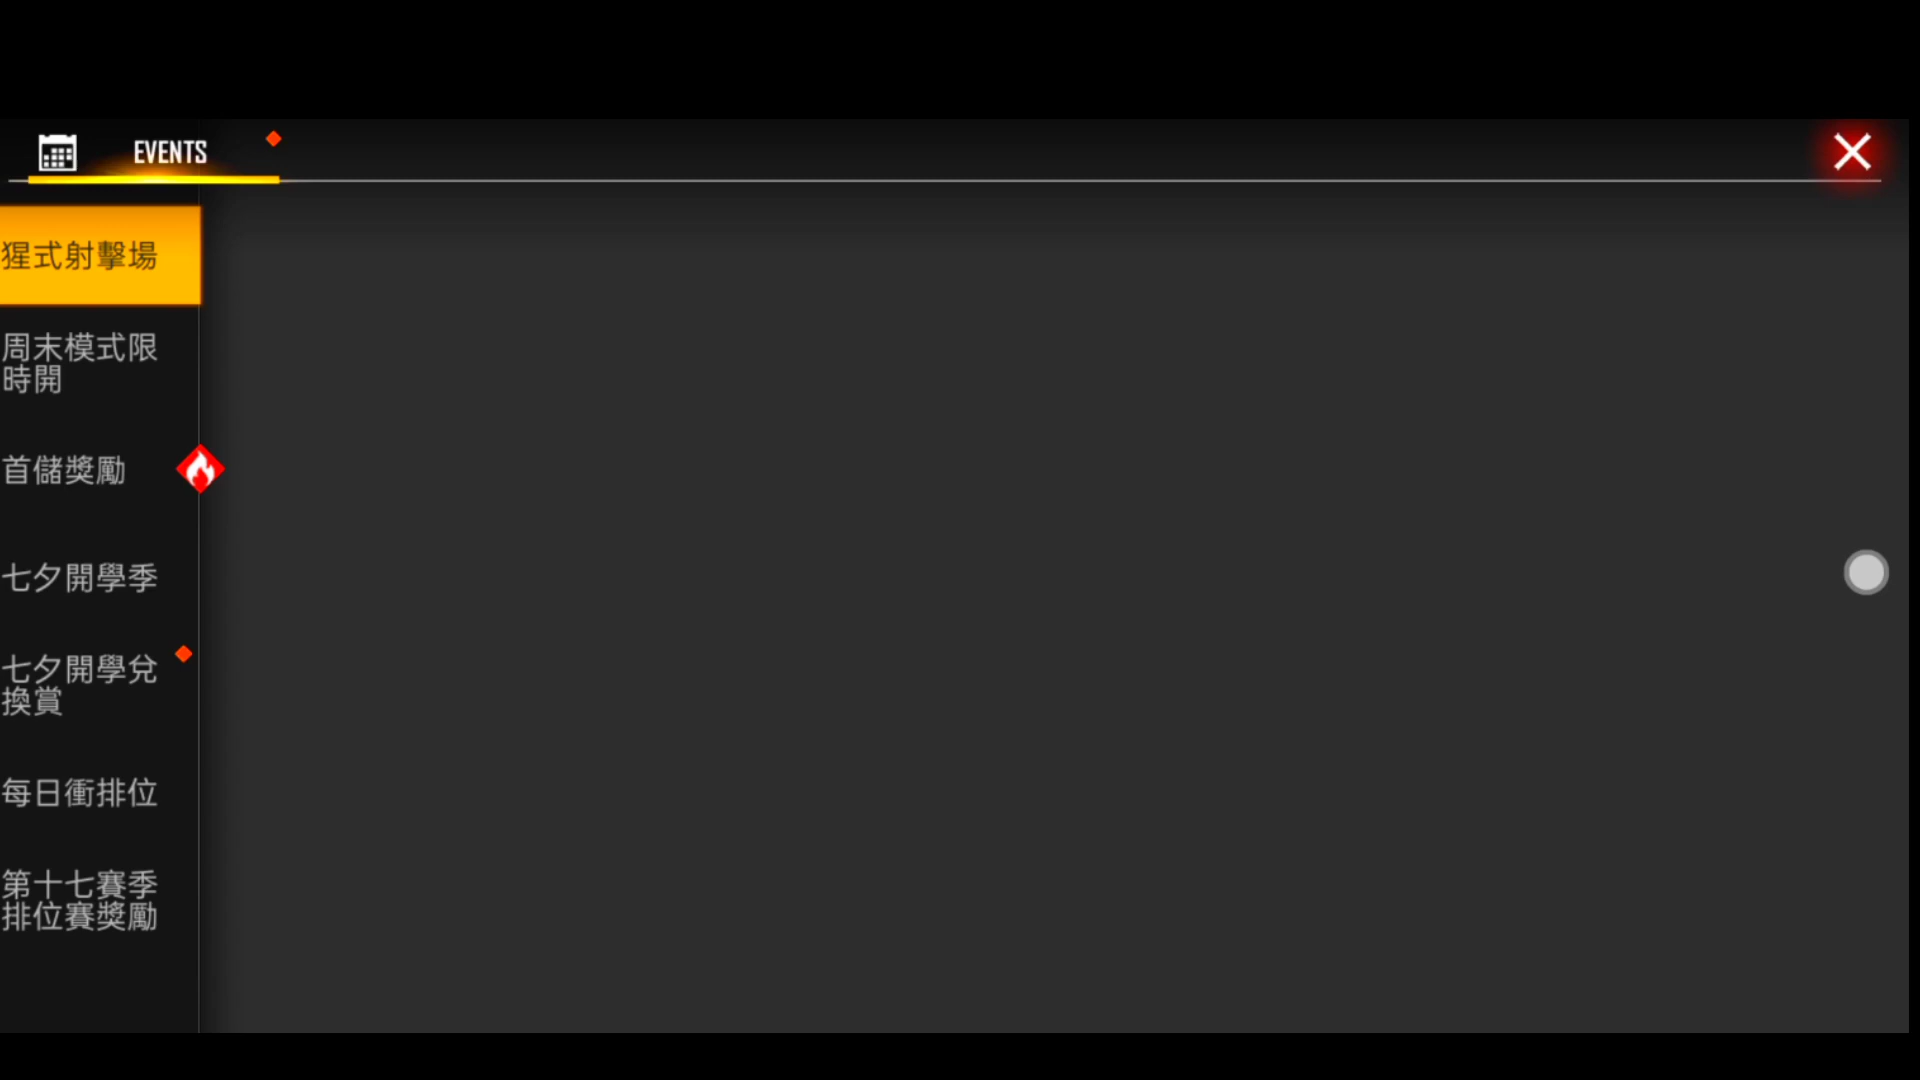 EVENTS
猩式射擊場
周末模式限
時開
首儲獎勵
七夕開學季
七夕開學兌
換賞
每日衝排位
第十七賽季
排位賽獎勵